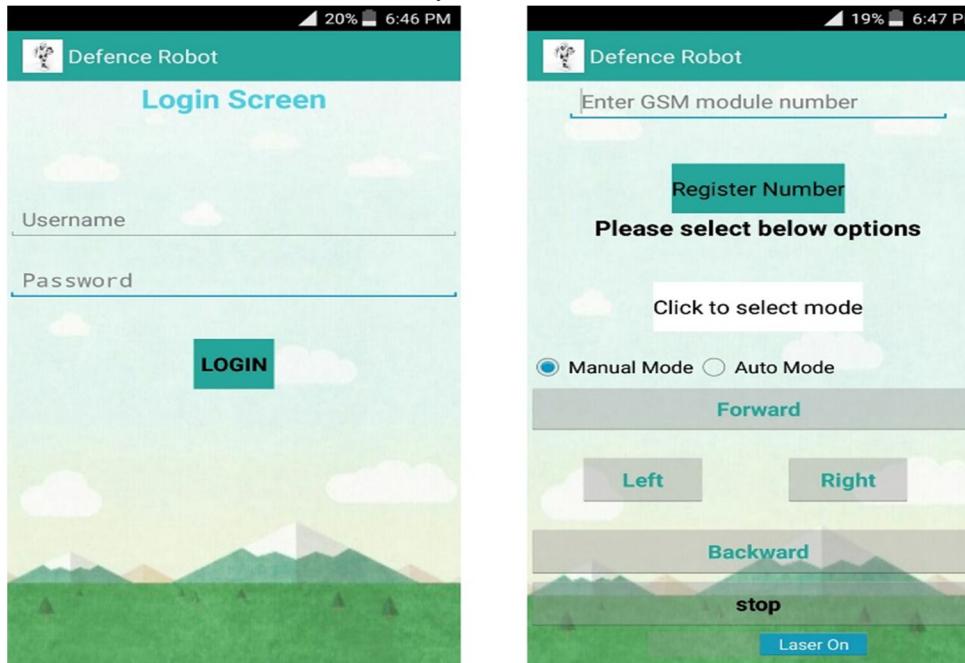 20% 6:46 PM
Defence Robot
Login Screen
Username
Password
LOGIN
19% 6:47 P
Defence Robot
Enter GSM module number
Register Number
Please select below options
Click to select mode
Manual Mode Auto Mode
Forward
Left Right
Backward
stop
Laser On